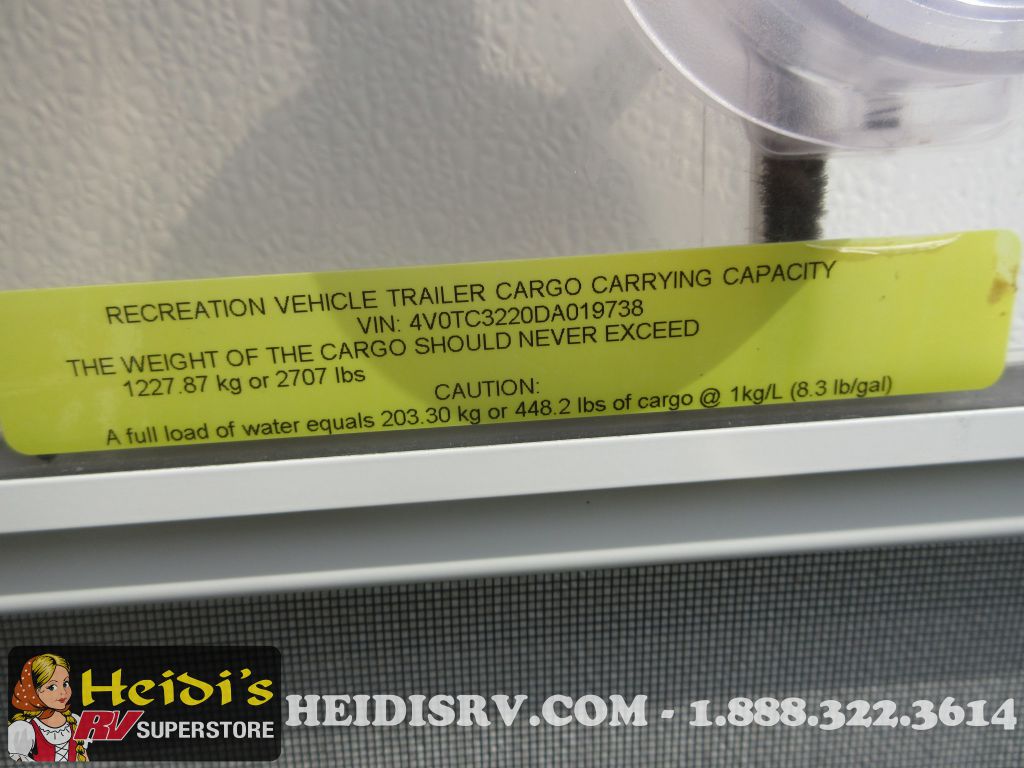 RECREATION VEHICLE TRAILER CARGO CARRYING CAPACITY
VIN: 4V0TC3220DA019738
THE WEIGHT OF THE CARGO SHOULD NEVER EXCEED
1227.87 kg or 2707 lbs
CAUTION:
A full load of water equals 203.30 kg or 448.2 lbs of cargo @ 1kg/L (8.3 lb/gal)
Heidi's
RV SUPERSTORE
HEIDISRV.COM - 1.888.322.3614